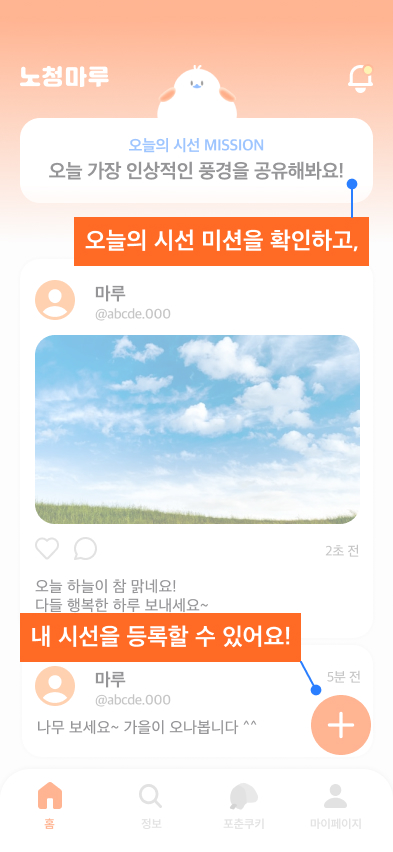 노청마루
오늘의 시선 MISSION
오늘 가장 인상적인 풍경을 공유해봐요!
오늘의 시선 미션을 확인하고,
마루
@abcde.000
2초 전
오늘 하늘이 참 맑네요!
다들 행복한 하루 보내세요~
내 시선을 등록할 수 있어요!
마루
5분 전
@abcde.000
나무 보세요~ 가을이 오나봅니다 ^^
홈 정보 포춘쿠키 마이페이지